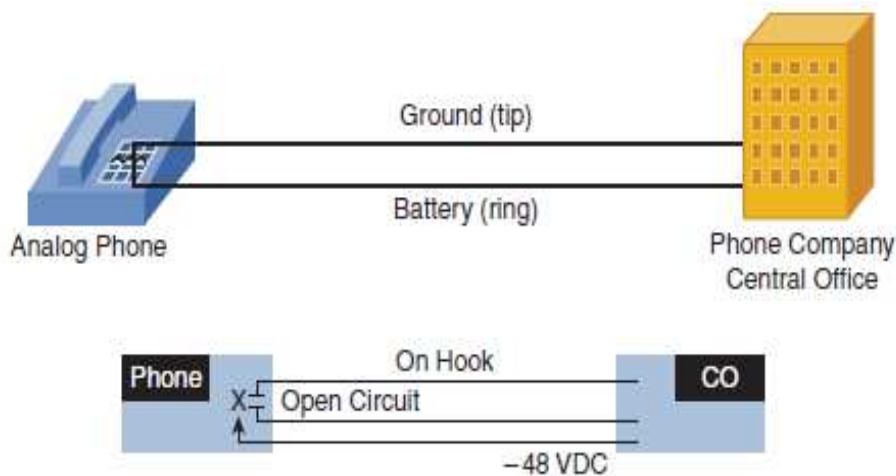 Ground (tip)
Battery (ring)
Analog Phone
Phone Company
Central Office
Phone
On Hook
CO
X
Open Circuit
–48 VDC